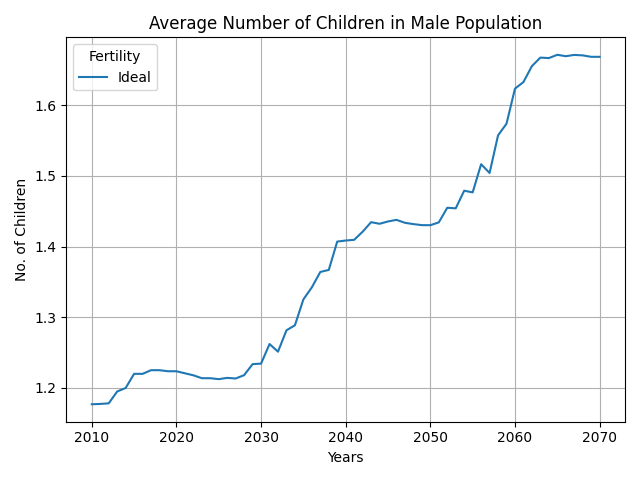 Average Number of Children in Male Population
Fertility
Ideal
No. of Children
1.6
1.5
1.4
1.3
1.2
2010 2020 2030 2040 2050 2060 2070
Years